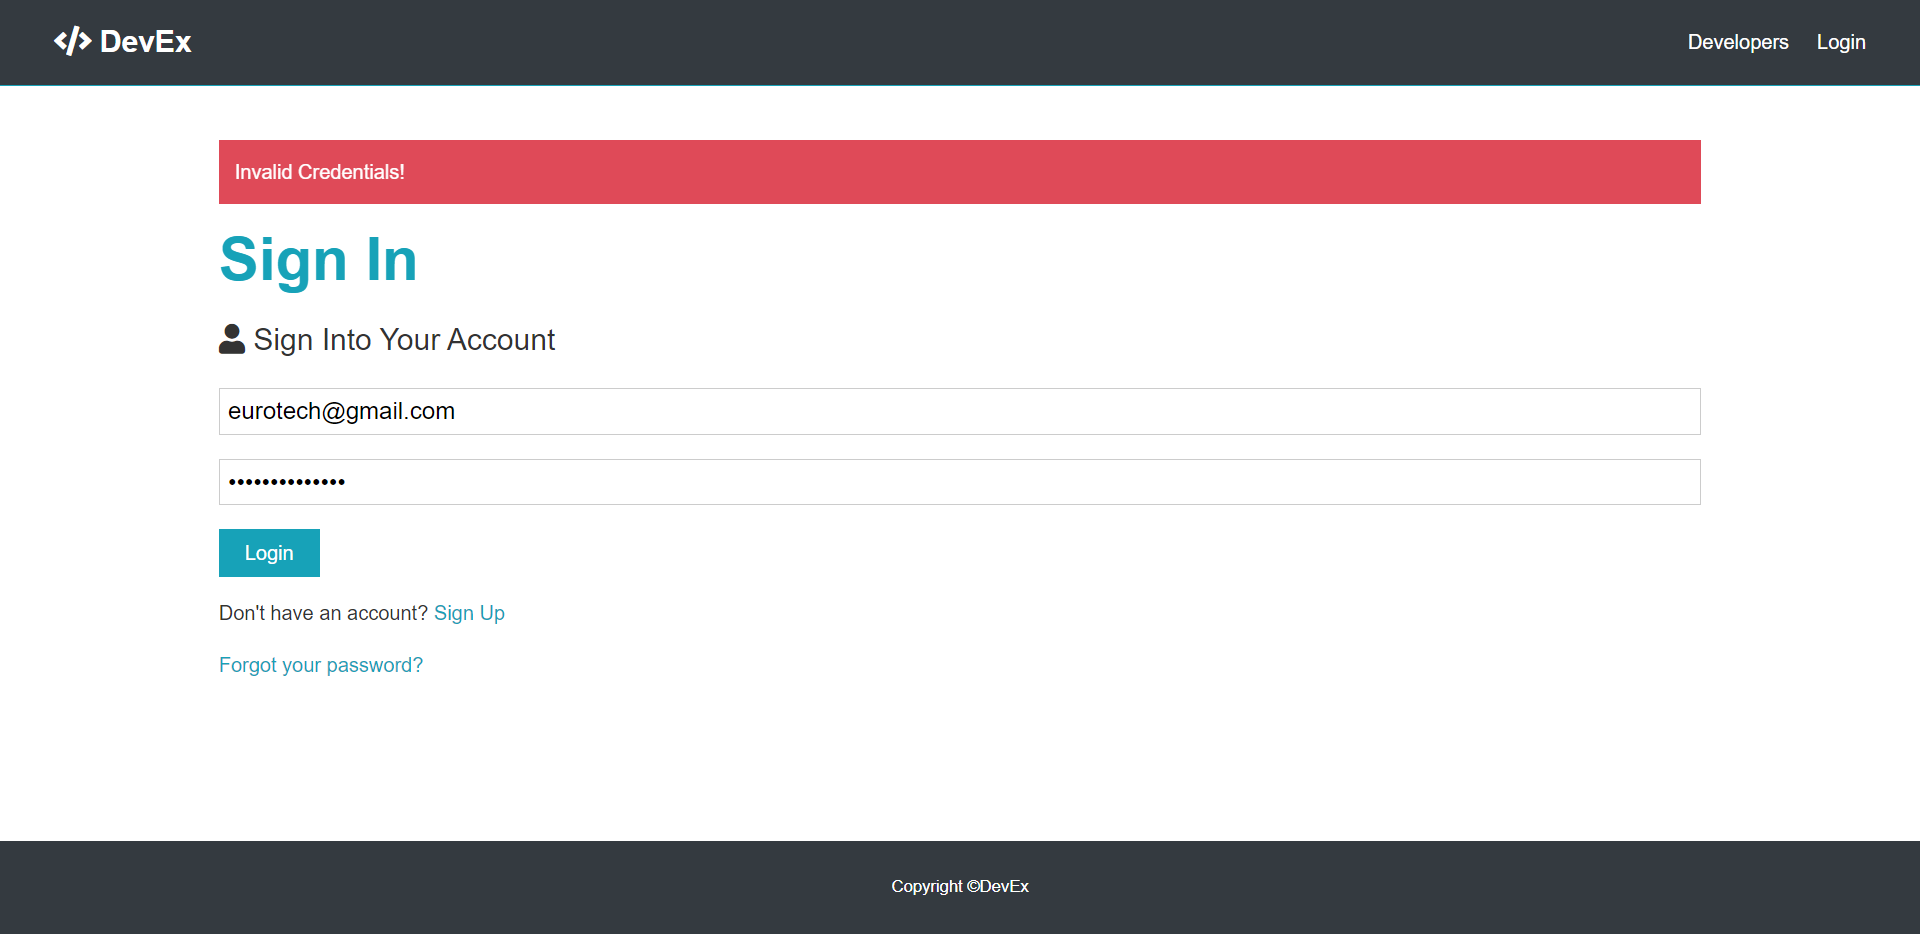 DevEx
Developers Login
Invalid Credentials!
Sign In
Sign Into Your Account
eurotech@gmail.com
••••••••••••••
Login
Don't have an account? Sign Up
Forgot your password?
Copyright ©DevEx